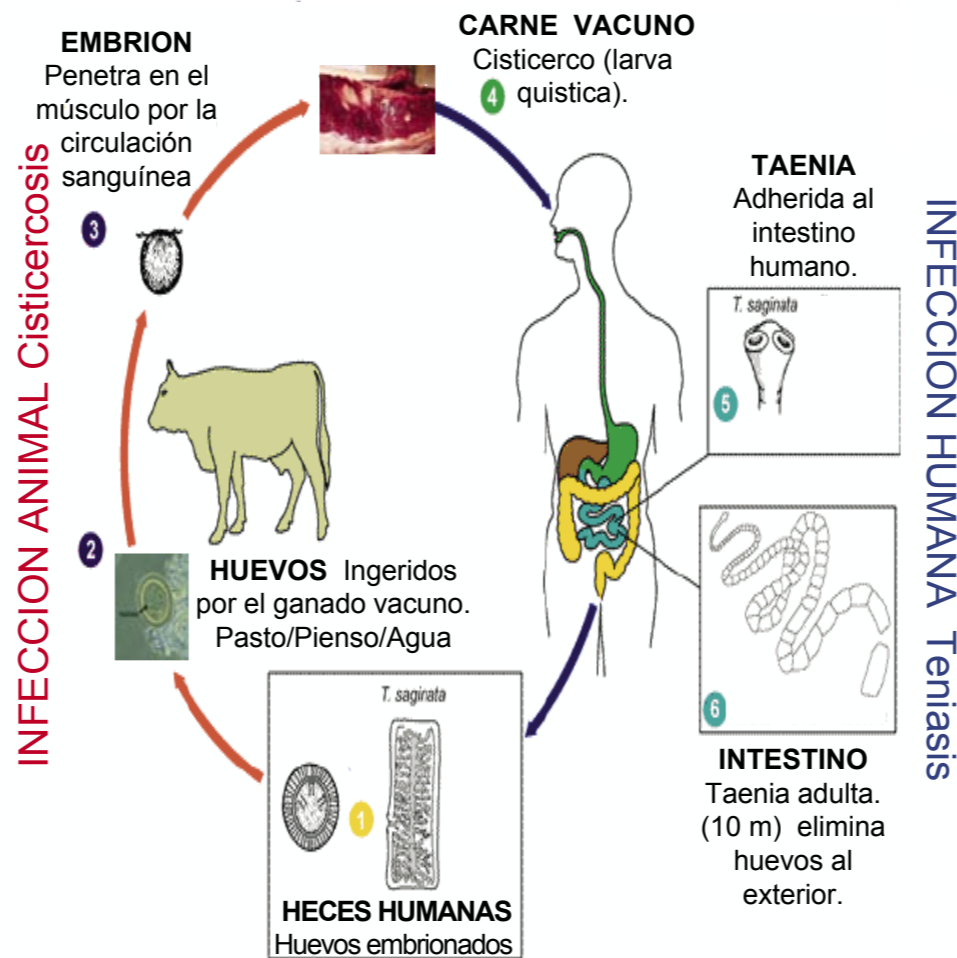 EMBRION
Penetra en el
músculo por la
circulación
sanguínea
3
CARNE VACUNO
Cisticerco (larva
4 quistica).
TAENIA
Adherida al
intestino
humano.
T. saginata
5
6
INTESTINO
Taenia adulta.
(10 m) elimina
huevos al
exterior.
2
HUEVOS Ingeridos
por el ganado vacuno.
Pasto/Pienso/Agua
T. saginata
1
HECES HUMANAS
Huevos embrionados
INFECCION ANIMAL Cisticercosis
INFECCION HUMANA Teniasis